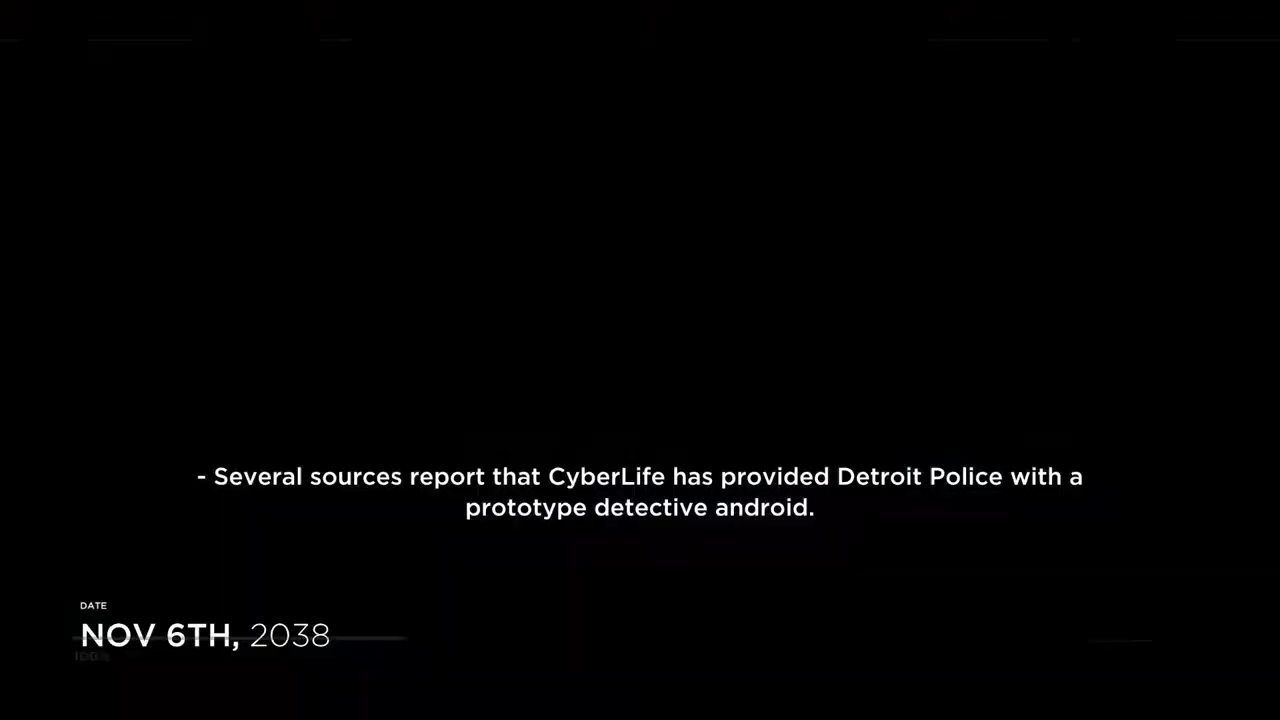 - Several sources report that CyberLife has provided Detroit Police with a
prototype detective android.
DATE
NOV 6TH, 2038